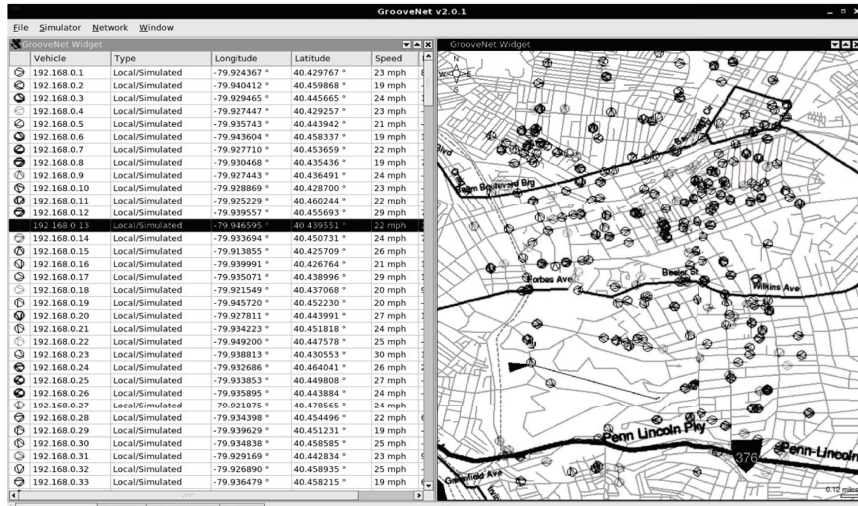 GrooveNet v2.0.1
File Simulator Network Window
GrooveNet Widget
Vehicle Type Longitude Latitude Speed
192.168.0.1 Local/Simulated -79.924367 ° 40.429767 ° 23 mph
192.168.0.2 Local/Simulated -79.940412 ° 40.459868 ° 19 mph
192.168.0.3 Local/Simulated -79.929465 ° 40.445665 ° 24 mph
192.168.0.4 Local/Simulated -79.927447 ° 40.429257 ° 23 mph
192.168.0.5 Local/Simulated -79.935743 ° 40.443942 ° 21 mph
192.168.0.6 Local/Simulated -79.943604 ° 40.458337 ° 19 mph
192.168.0.7 Local/Simulated -79.927710 ° 40.453659 ° 22 mph
192.168.0.8 Local/Simulated -79.930468 ° 40.435436 ° 19 mph
192.168.0.9 Local/Simulated -79.927443 ° 40.436491 ° 24 mph
192.168.0.10 Local/Simulated -79.928869 ° 40.428700 ° 23 mph
192.168.0.11 Local/Simulated -79.925229 ° 40.460244 ° 22 mph
192.168.0.12 Local/Simulated -79.939557 ° 40.455693 ° 29 mph
192.168.0.13 Local/Simulated -79.946595 ° 40.439551 ° 22 mph
192.168.0.14 Local/Simulated -79.933694 ° 40.450731 ° 24 mph
192.168.0.15 Local/Simulated -79.913855 ° 40.425709 ° 26 mph
192.168.0.16 Local/Simulated -79.939991 ° 40.426764 ° 21 mph
192.168.0.17 Local/Simulated -79.935071 ° 40.438996 ° 29 mph
192.168.0.18 Local/Simulated -79.921549 ° 40.437068 ° 20 mph
192.168.0.19 Local/Simulated -79.945720 ° 40.452230 ° 29 mph
192.168.0.20 Local/Simulated -79.927811 ° 40.443991 ° 27 mph
192.168.0.21 Local/Simulated -79.934223 ° 40.451818 ° 24 mph
192.168.0.22 Local/Simulated -79.949200 ° 40.447578 ° 25 mph
192.168.0.23 Local/Simulated -79.938813 ° 40.430553 ° 30 mph
192.168.0.24 Local/Simulated -79.932686 ° 40.464041 ° 26 mph
192.168.0.25 Local/Simulated -79.933853 ° 40.449808 ° 27 mph
192.168.0.26 Local/Simulated -79.935895 ° 40.443884 ° 24 mph
192.168.0.27 Local/Simulated 24 mph
192.168.0.28 Local/Simulated -79.934398 ° 40.454496 ° 22 mph
192.168.0.29 Local/Simulated -79.939629 ° 40.451231 ° 19 mph
192.168.0.30 Local/Simulated -79.934838 ° 40.458585 ° 25 mph
192.168.0.31 Local/Simulated -79.929169 ° 40.442834 ° 23 mph
192.168.0.32 Local/Simulated -79.926890 ° 40.458935 ° 25 mph
192.168.0.33 Local/Simulated -79.936479 ° 40.458215 ° 19 mph
GrooveNet Widget
N
W E
S
Blvd
Baum Boulevard Brg
Forbes Ave
Beeler St
Wilkins Ave
Penn Lincoln Pky
Penn-Lincoln
376
Greenfield Ave
0.12 miles